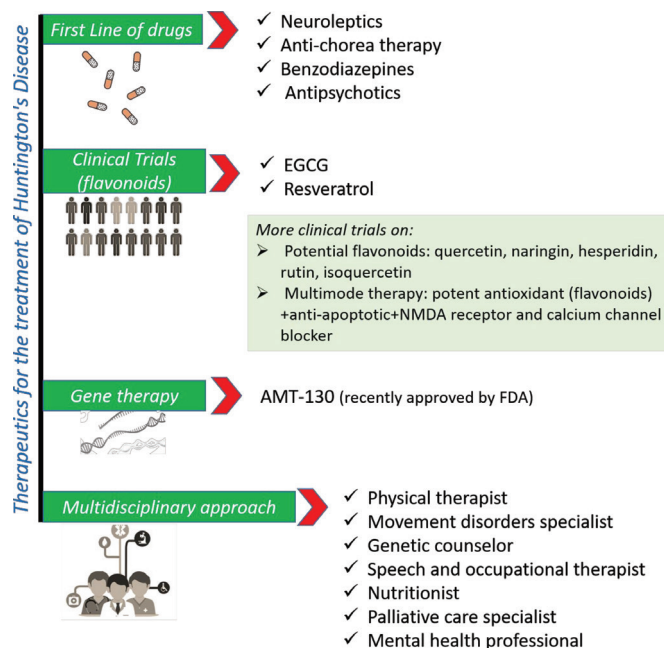 Therapeutics for the treatment of Huntington's Disease
First Line of drugs
✓ Neuroleptics
✓ Anti-chorea therapy
✓ Benzodiazepines
✓ Antipsychotics
Clinical Trials
(flavonoids)
✓ EGCG
✓ Resveratrol
More clinical trials on:
➢ Potential flavonoids: quercetin, naringin, hesperidin,
rutin, isoquercetin
➢ Multimode therapy: potent antioxidant (flavonoids)
+anti-apoptotic+NMDA receptor and calcium channel
blocker
Gene therapy
AMT-130 (recently approved by FDA)
Multidisciplinary approach
✓ Physical therapist
✓ Movement disorders specialist
✓ Genetic counselor
✓ Speech and occupational therapist
✓ Nutritionist
✓ Palliative care specialist
✓ Mental health professional